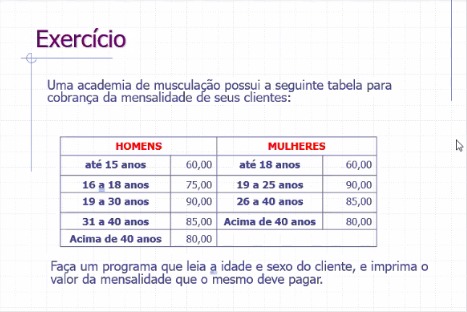 Exercício
Uma academia de musculação possui a seguinte tabela para
cobrança da mensalidade de seus clientes:
HOMENS MULHERES
até 15 anos 60,00 até 18 anos 60,00
16 a 18 anos 75,00 19 a 25 anos 90,00
19 a 30 anos 90,00 26 a 40 anos 85,00
31 a 40 anos 85,00 Acima de 40 anos 80,00
Acima de 40 anos 80,00
Faça um programa que leia a idade e sexo do cliente, e imprima o
valor da mensalidade que o mesmo deve pagar.